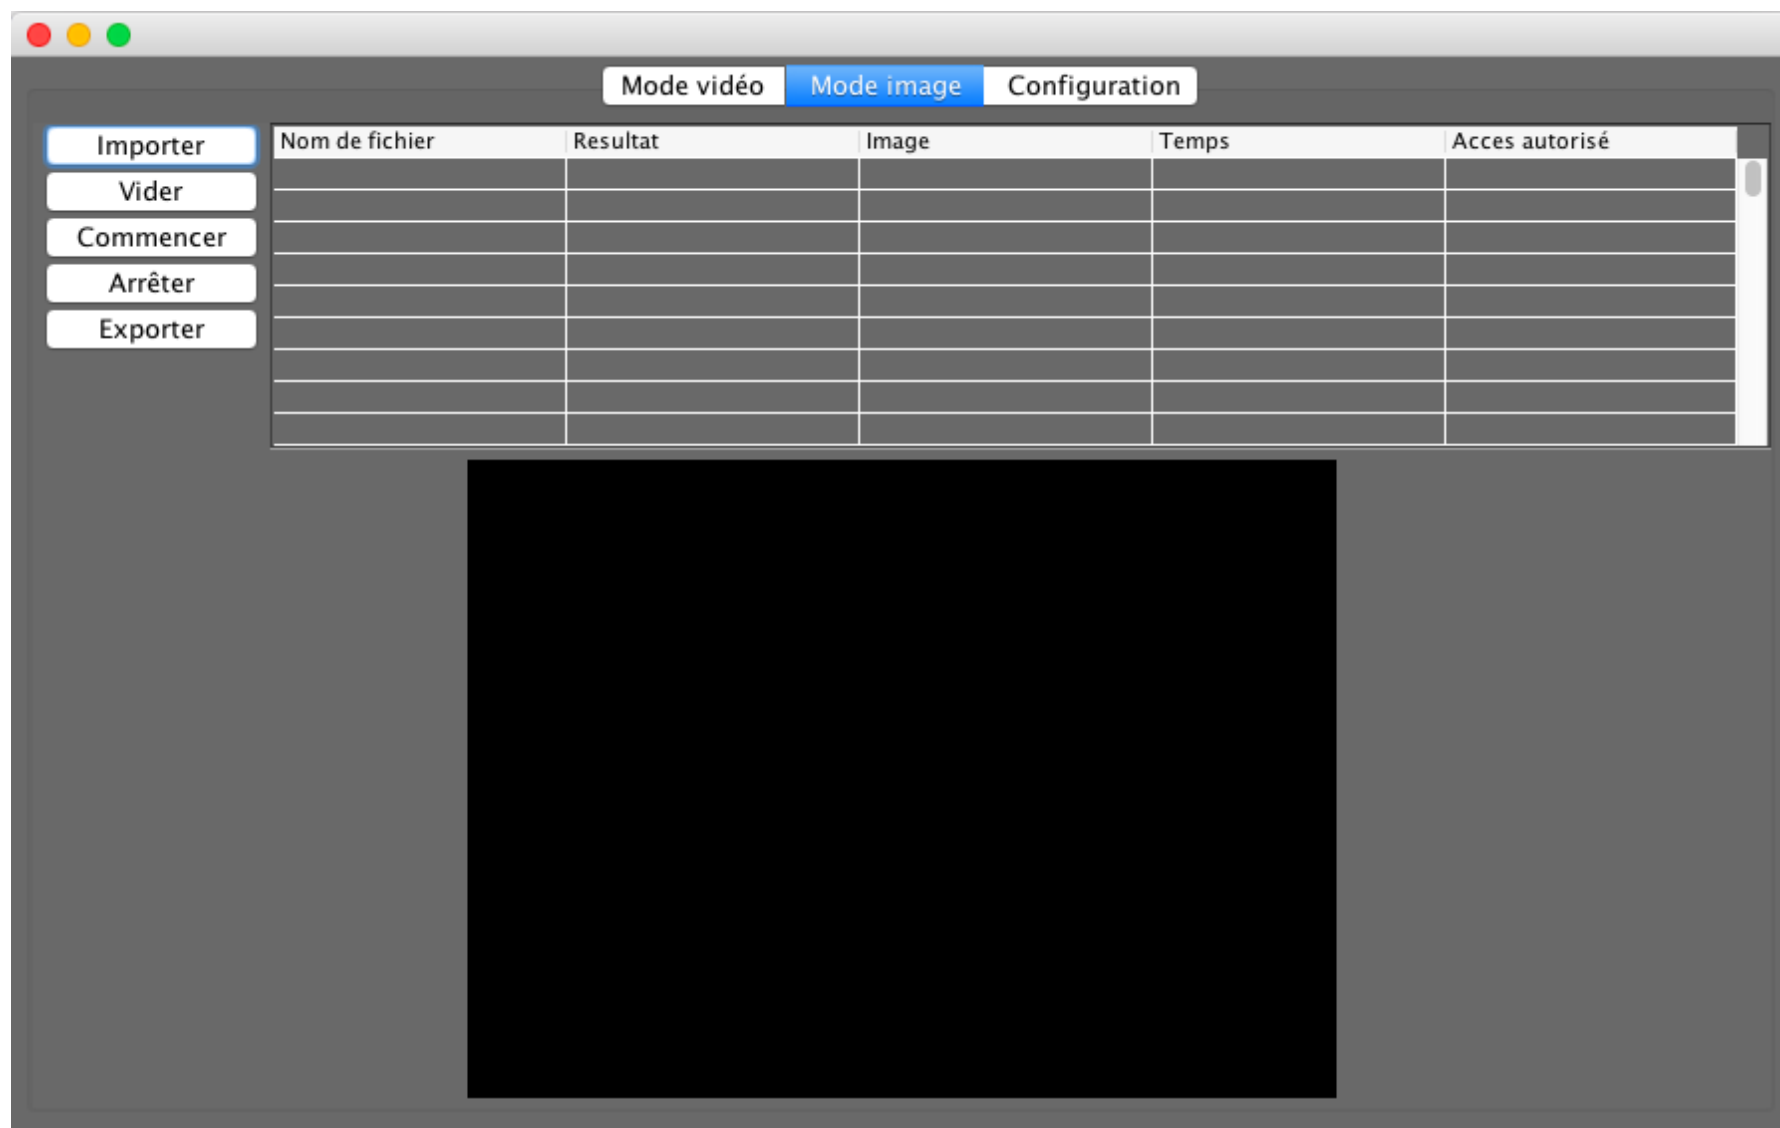 Mode vidéo Mode image Configuration
Importer
Nom de fichier Resultat Image Temps Acces autorisé
Vider
Commencer
Arrêter
Exporter